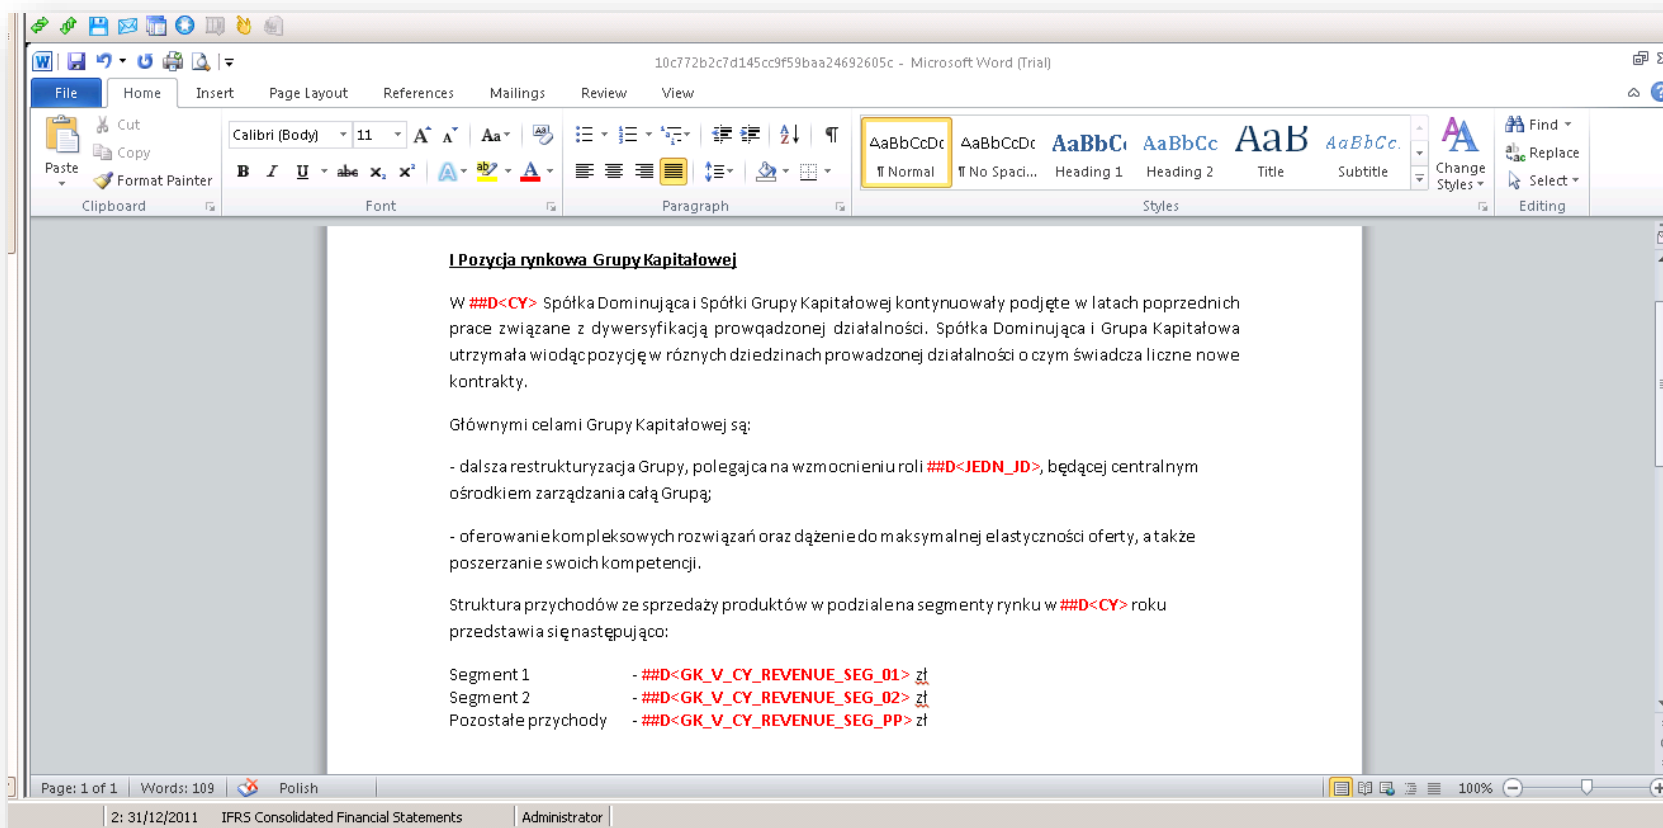 10c772b2c7d145cc9f59baa24692605c - Microsoft Word (Trial)
File Home Insert Page Layout References Mailings Review View
Paste
Cut
Copy
Format Painter
Clipboard
Calibri (Body) 11
Font
Paragraph
AaBbCcDc AaBbCcDc AaBbC AaBbCc AaB AaBbCc.
¶ Normal ¶ No Spaci... Heading 1 Heading 2 Title Subtitle
Change
Styles
Styles
Find
Replace
Select
Editing
I Pozycja rynkowa Grupy Kapitałowej
W ##D<CY> Spółka Dominująca i Spółki Grupy Kapitałowej kontynuowały podjęte w latach poprzednich
prace związane z dywersyfikacją prowqadzonej działalności. Spółka Dominująca i Grupa Kapitałowa
utrzymała wiodąc pozycję w róznych dziedzinach prowadzonej działalności o czym świadcza liczne nowe
kontrakty.
Głównymi celami Grupy Kapitałowej są:
- dalsza restrukturyzacja Grupy, polegajca na wzmocnieniu roli ##D<JEDN_JD>, będącej centralnym
ośrodkiem zarządzania całą Grupą;
- oferowanie kompleksowych rozwiązań oraz dążenie do maksymalnej elastyczności oferty, a także
poszerzanie swoich kompetencji.
Struktura przychodów ze sprzedaży produktów w podziale na segmenty rynku w ##D<CY> roku
przedstawia się następująco:
Segment 1 - ##D<GK_V_CY_REVENUE_SEG_01> zł
Segment 2 - ##D<GK_V_CY_REVENUE_SEG_02> zł
Pozostałe przychody - ##D<GK_V_CY_REVENUE_SEG_PP> zł
Page: 1 of 1 Words: 109 Polish 100%
2: 31/12/2011 IFRS Consolidated Financial Statements Administrator